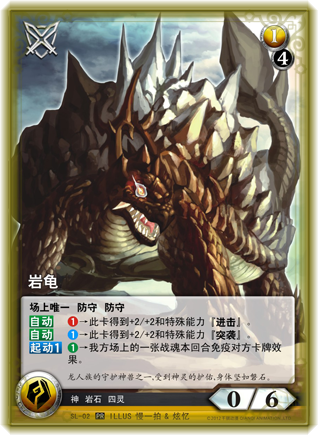 1
4
岩龟
场上唯一 防守 防守
自动 1→此卡得到+2/+2和特殊能力『进击』。
自动 1→此卡得到+2/+2和特殊能力『突袭』。
起动1 1→我方场上的一张战魂本回合免疫对方卡牌效
果。
龙人族的守护神兽之一,受到神灵的护佑,身体坚如磐石。
神 岩石 四灵
0/6
SL-02 PR ILLUS 慢一拍 & 炫忆